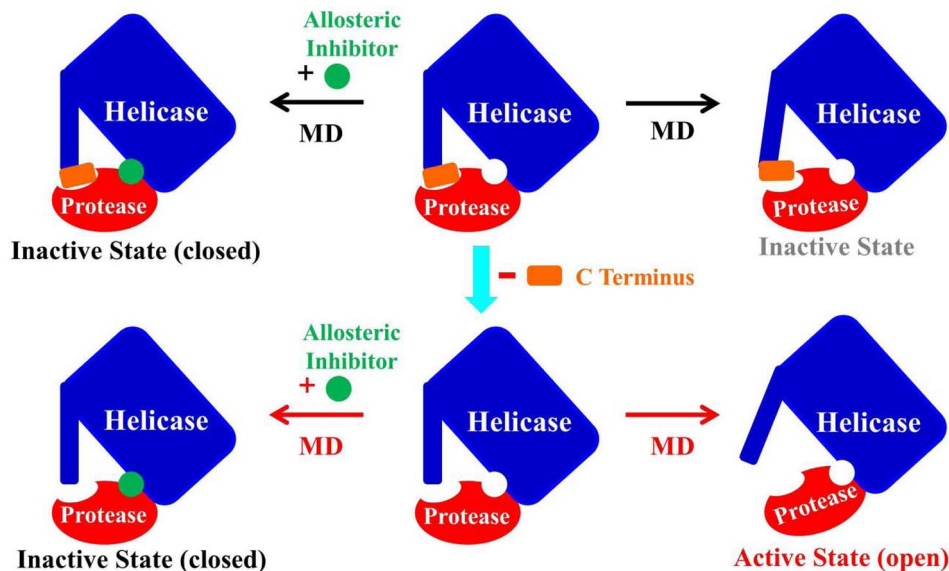 Allosteric
Inhibitor
+
Helicase
MD
Helicase
MD
Helicase
Protease
Protease
Protease
Inactive State (closed)
Inactive State
- C Terminus
Allosteric
Inhibitor
+
Helicase
MD
Helicase
MD
Helicase
Protease
Protease
Protease
Inactive State (closed)
Active State (open)